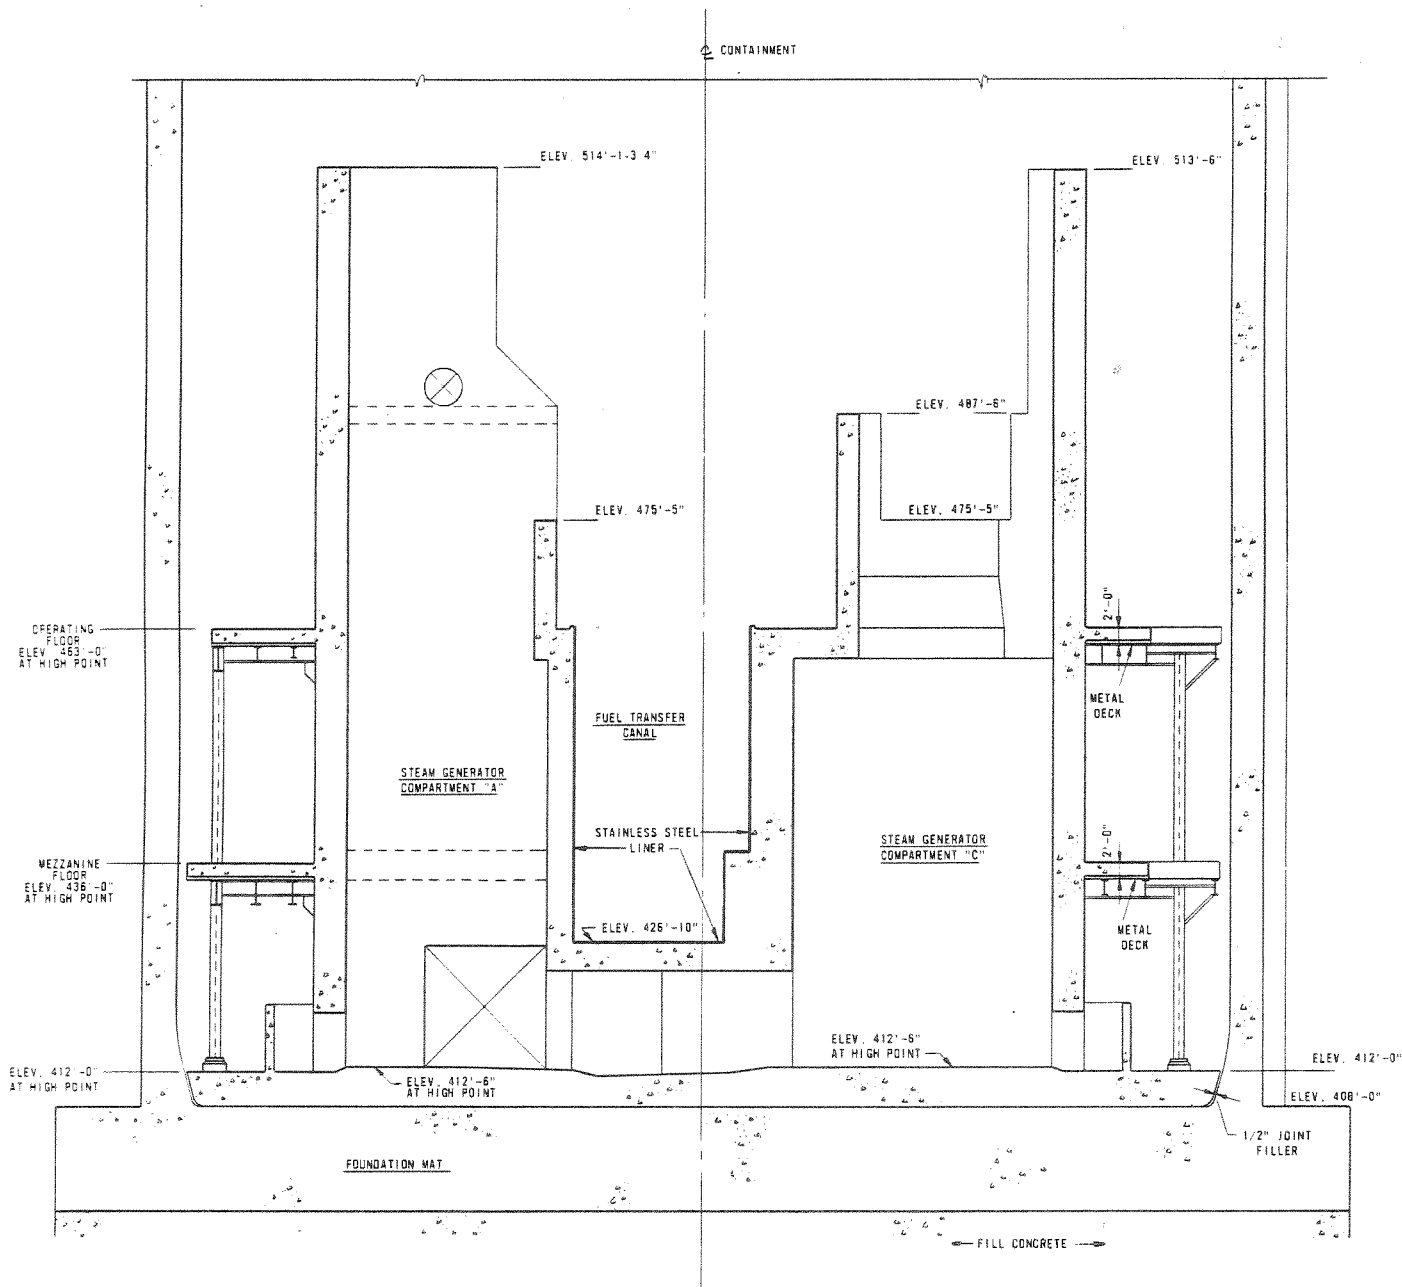 ℄ CONTAINMENT
ELEV. 514'-1-3 4"
ELEV. 513'-6"
ELEV. 487'-6"
ELEV. 475'-5"
ELEV. 475'-5"
OPERATING
FLOOR
ELEV 463'-0"
AT HIGH POINT
2'-0"
METAL
DECK
FUEL TRANSFER
CANAL
STEAM GENERATOR
COMPARTMENT "A"
STAINLESS STEEL
LINER
STEAM GENERATOR
COMPARTMENT "C"
2'-0"
MEZZANINE
FLOOR
ELEV. 436'-0"
AT HIGH POINT
ELEV. 426'-10"
METAL
DECK
ELEV. 412'-6"
AT HIGH POINT
ELEV. 412'-0"
AT HIGH POINT
ELEV. 412'-6"
AT HIGH POINT
ELEV. 412'-0"
ELEV. 408'-0"
1/2" JOINT
FILLER
FOUNDATION MAT
FILL CONCRETE